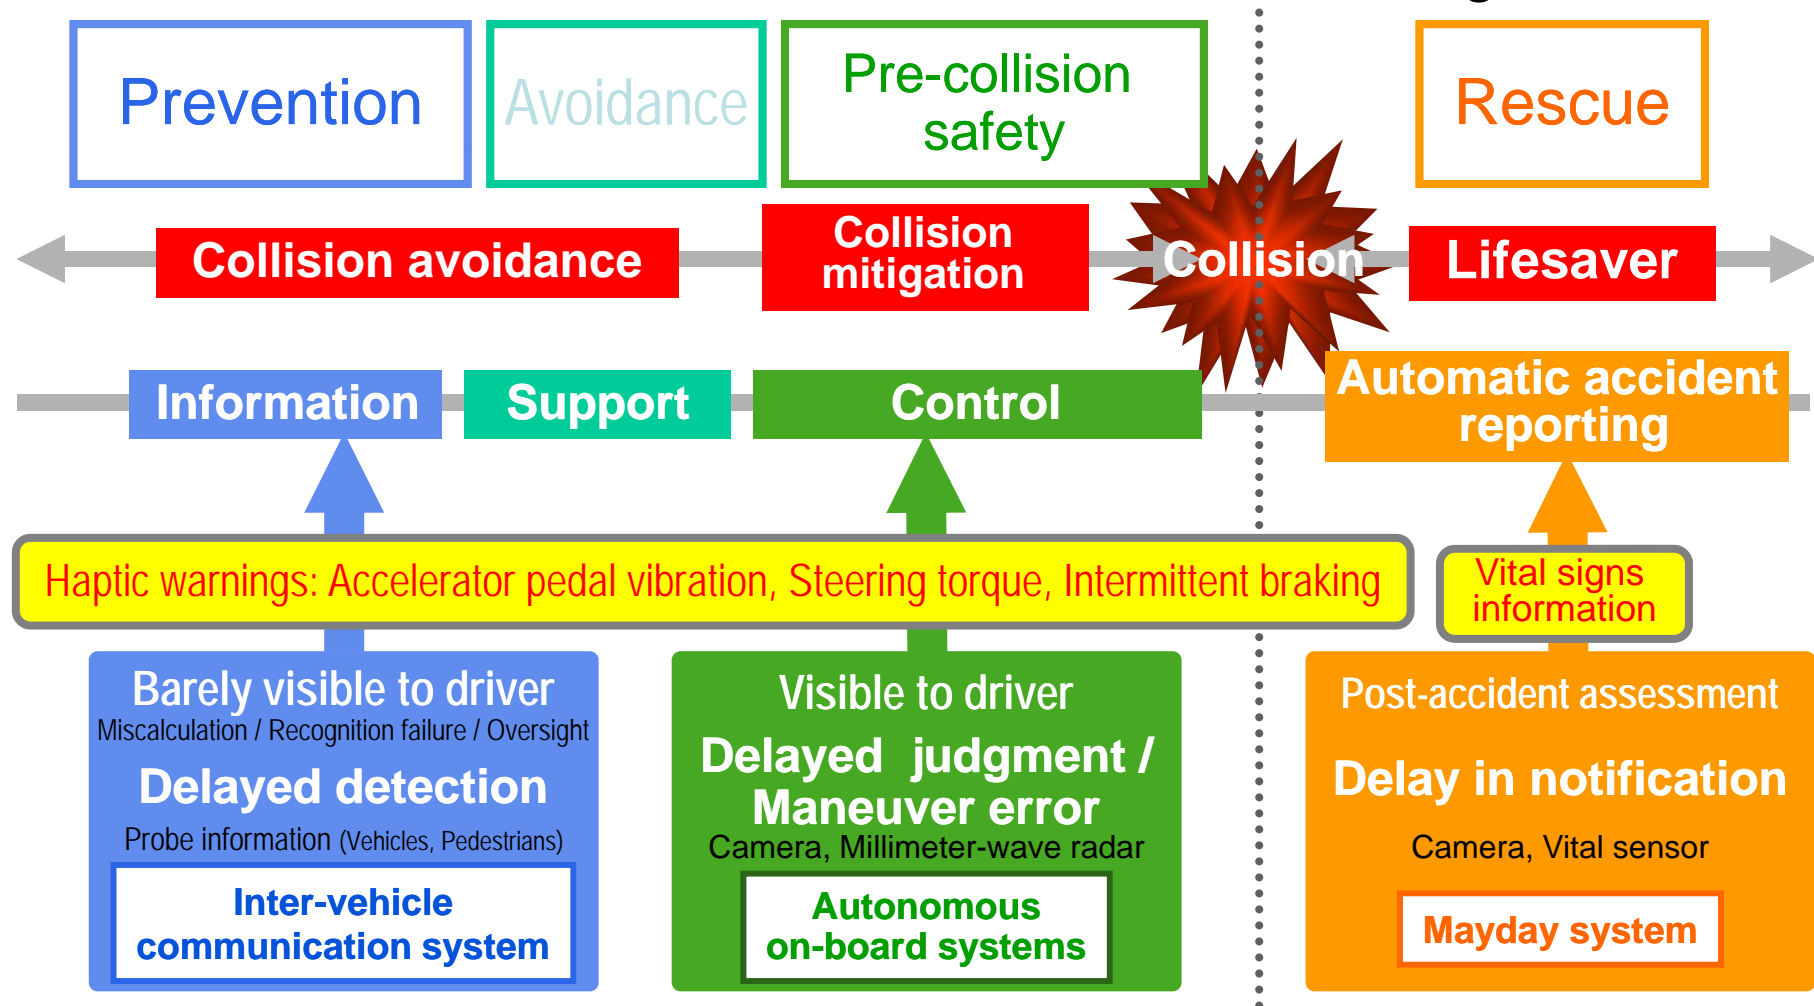 Prevention
Avoidance
Pre-collision
safety
Rescue
Collision avoidance
Collision
mitigation
Collision
Lifesaver
Information
Support
Control
Automatic accident
reporting
Haptic warnings: Accelerator pedal vibration, Steering torque, Intermittent braking
Vital signs
information
Barely visible to driver
Miscalculation / Recognition failure / Oversight
Delayed detection
Probe information (Vehicles, Pedestrians)
Inter-vehicle
communication system
Visible to driver
Delayed judgment /
Maneuver error
Camera, Millimeter-wave radar
Autonomous
on-board systems
Post-accident assessment
Delay in notification
Camera, Vital sensor
Mayday system